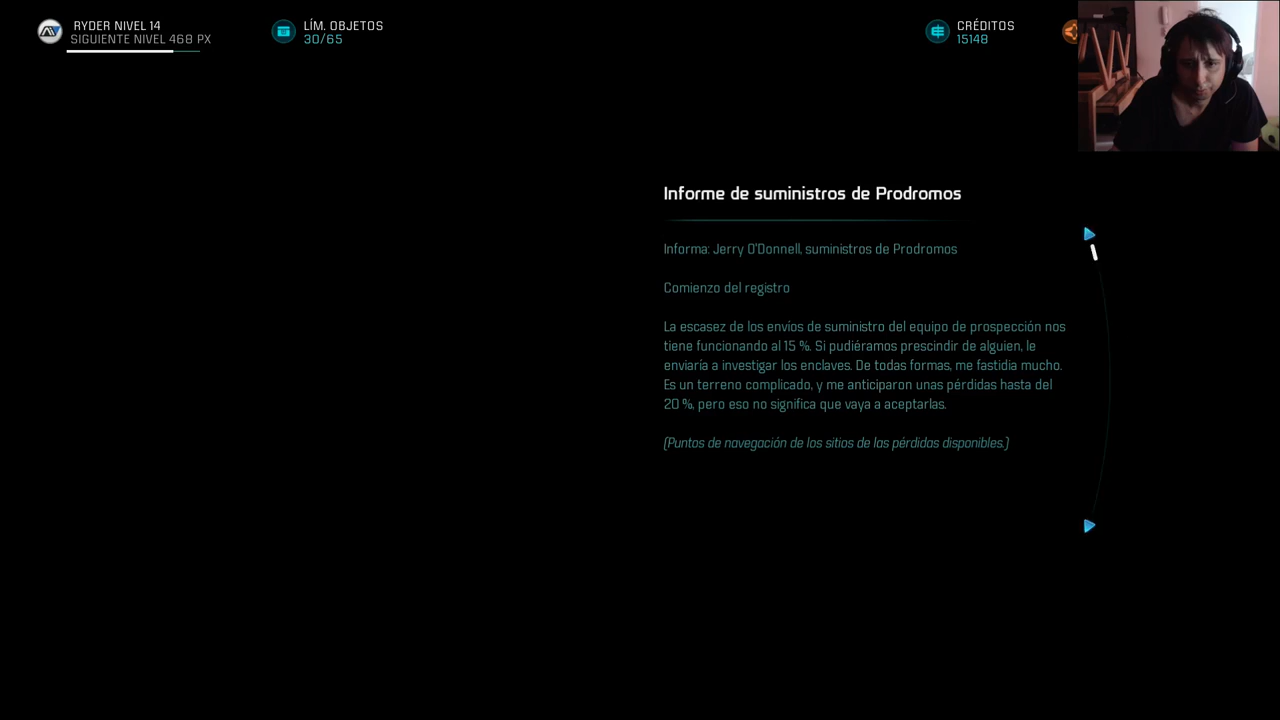 RYDER NIVEL 14
SIGUIENTE NIVEL 468 PX
LÍM. OBJETOS
30/65
CRÉDITOS
15148
Informe de suministros de Prodromos
Informa: Jerry O'Donnell, suministros de Prodromos
Comienzo del registro
La escasez de los envíos de suministro del equipo de prospección nos
tiene funcionando al 15 %. Si pudiéramos prescindir de alguien, le
enviaría a investigar los enclaves. De todas formas, me fastidia mucho.
Es un terreno complicado, y me anticiparon unas pérdidas hasta del
20 %, pero eso no significa que vaya a aceptarlas.
(Puntos de navegación de los sitios de las pérdidas disponibles.)